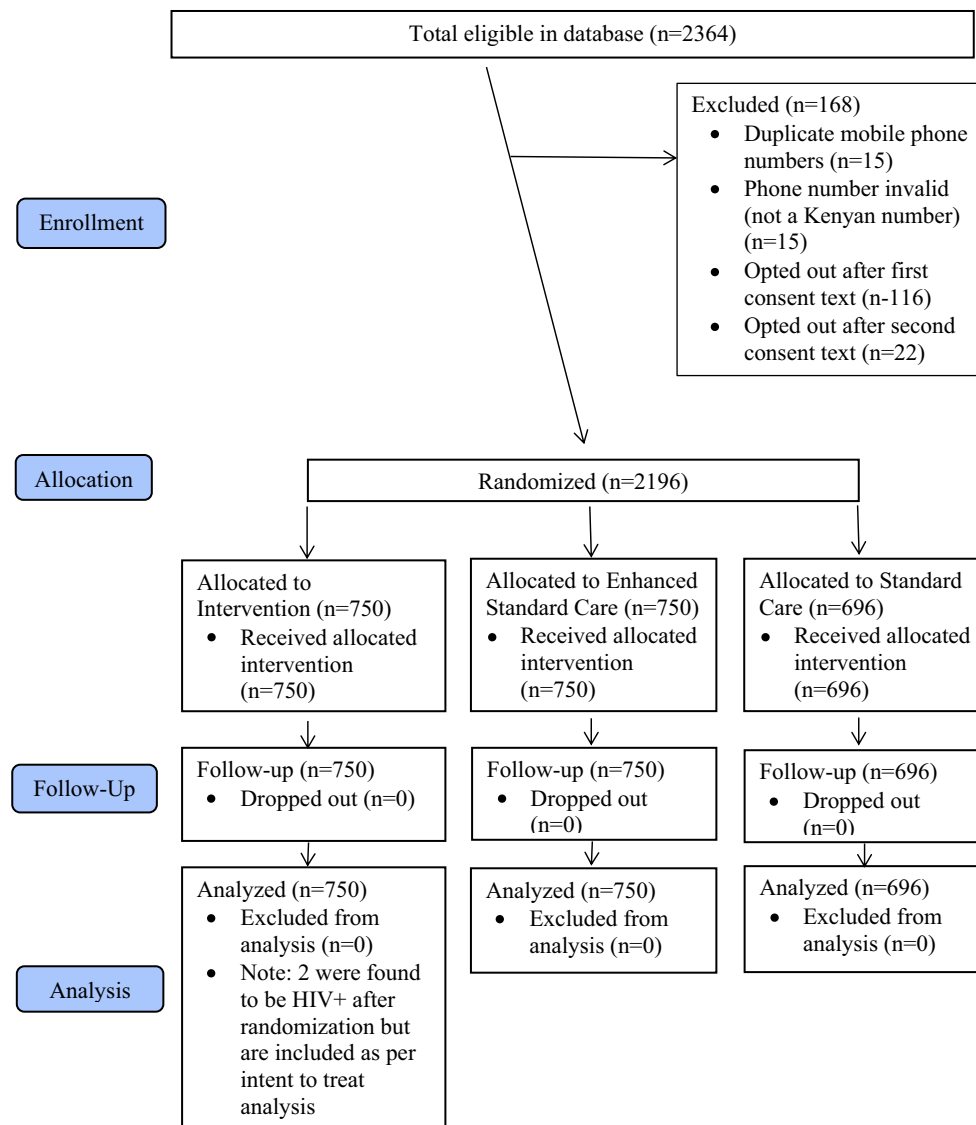 Total eligible in database (n=2364)
Excluded (n=168)
• Duplicate mobile phone
numbers (n=15)
• Phone number invalid
(not a Kenyan number)
(n=15)
• Opted out after first
consent text (n-116)
• Opted out after second
consent text (n=22)
Enrollment
Allocation
Randomized (n=2196)
Allocated to
Intervention (n=750)
• Received allocated
intervention
(n=750)
Allocated to Enhanced
Standard Care (n=750)
• Received allocated
intervention
(n=750)
Allocated to Standard
Care (n=696)
• Received allocated
intervention
(n=696)
Follow-Up
Follow-up (n=750)
• Dropped out (n=0)
Follow-up (n=750)
• Dropped out
(n=0)
Follow-up (n=696)
• Dropped out
(n=0)
Analysis
Analyzed (n=750)
• Excluded from
analysis (n=0)
• Note: 2 were found
to be HIV+ after
randomization but
are included as per
intent to treat
analysis
Analyzed (n=750)
• Excluded from
analysis (n=0)
Analyzed (n=696)
• Excluded from
analysis (n=0)